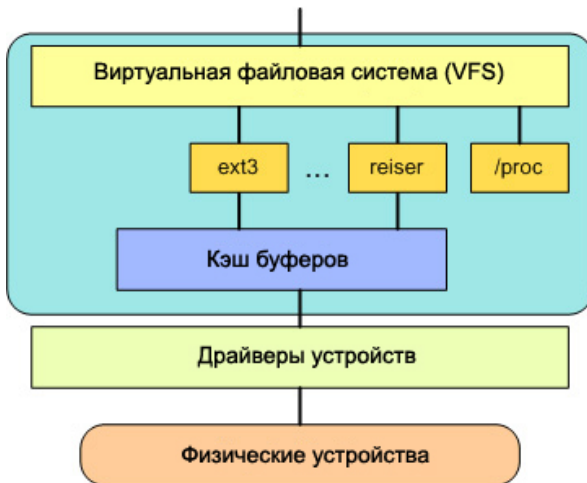 Виртуальная файловая система (VFS)
ext3 ... reiser /proc
Кэш буферов
Драйверы устройств
Физические устройства